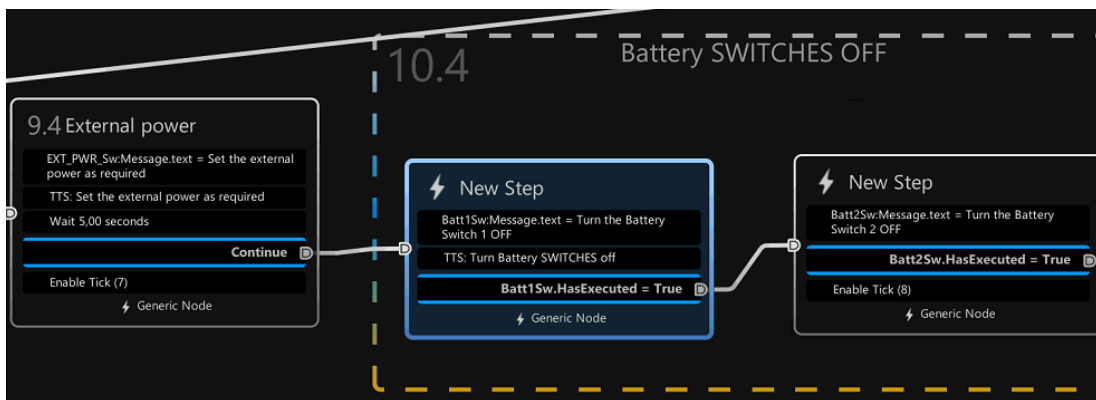 10.4
Battery SWITCHES OFF
9.4 External power
EXT_PWR_Sw:Message.text = Set the external
power as required
TTS: Set the external power as required
Wait 5,00 seconds
Continue
Enable Tick (7)
Generic Node
New Step
Batt1Sw:Message.text = Turn the Battery
Switch 1 OFF
TTS: Turn Battery SWITCHES off
Batt1Sw.HasExecuted = True
Generic Node
New Step
Batt2Sw:Message.text = Turn the Battery
Switch 2 OFF
Batt2Sw.HasExecuted = True
Enable Tick (8)
Generic Node